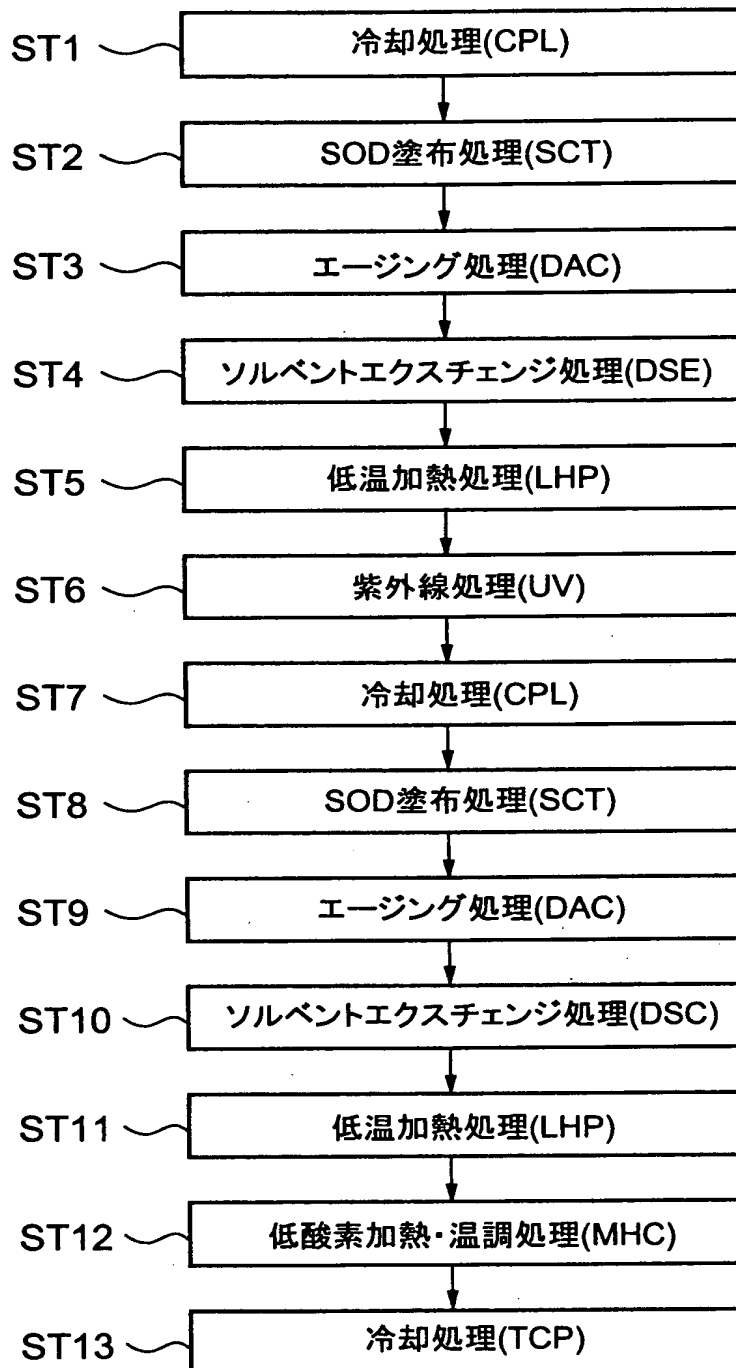 ST1 冷却処理(CPL)
ST2 SOD塗布処理(SCT)
ST3 エージング処理(DAC)
ST4 ソルベントエクスチェンジ処理(DSE)
ST5 低温加熱処理(LHP)
ST6 紫外線処理(UV)
ST7 冷却処理(CPL)
ST8 SOD塗布処理(SCT)
ST9 エージング処理(DAC)
ST10 ソルベントエクスチェンジ処理(DSC)
ST11 低温加熱処理(LHP)
ST12 低酸素加熱・温調処理(MHC)
ST13 冷却処理(TCP)